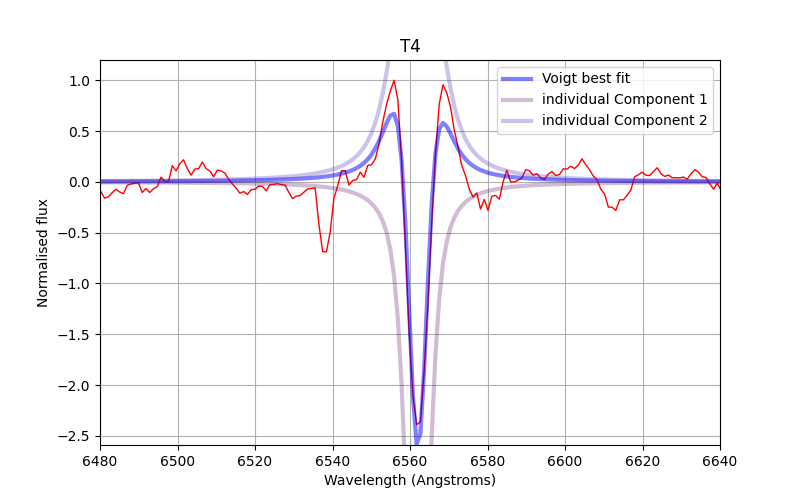 T4
Voigt best fit
individual Component 1
individual Component 2
1.0
0.5
0.0
−0.5
−1.0
−1.5
−2.0
−2.5
Normalised flux
6480 6500 6520 6540 6560 6580 6600 6620 6640
Wavelength (Angstroms)